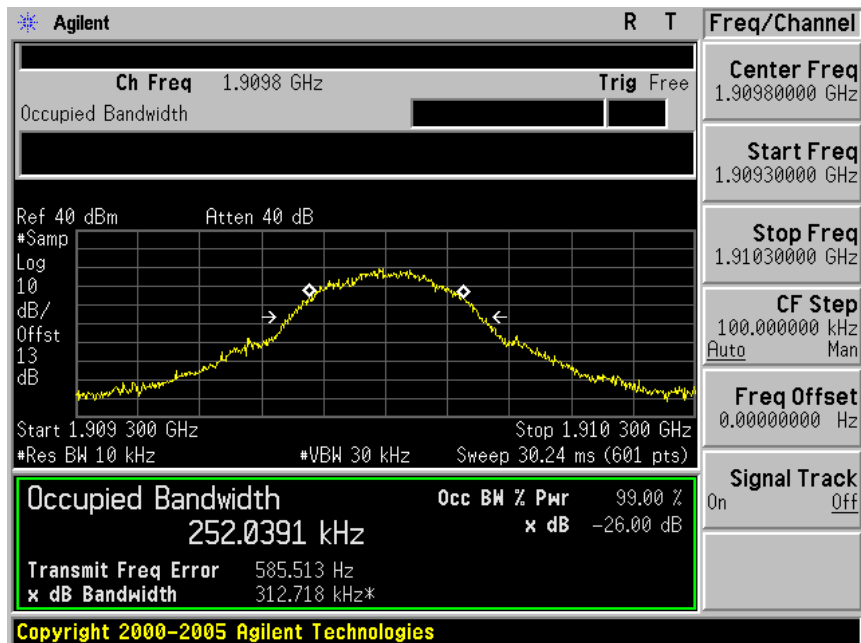 Agilent R T
Freq/Channel
Ch Freq 1.9098 GHz Trig Free
Occupied Bandwidth
Center Freq
1.90980000 GHz
Start Freq
1.90930000 GHz
Stop Freq
1.91030000 GHz
CF Step
100.000000 kHz
Auto Man
Freq Offset
0.00000000 Hz
Signal Track
On Off
Ref 40 dBm Atten 40 dB
#Samp
Log
10
dB/
Offst
13
dB
Start 1.909 300 GHz Stop 1.910 300 GHz
#Res BW 10 kHz #VBW 30 kHz Sweep 30.24 ms (601 pts)
Occupied Bandwidth Occ BW % Pwr 99.00 %
252.0391 kHz x dB -26.00 dB
Transmit Freq Error 585.513 Hz
x dB Bandwidth 312.718 kHz*
Copyright 2000-2005 Agilent Technologies